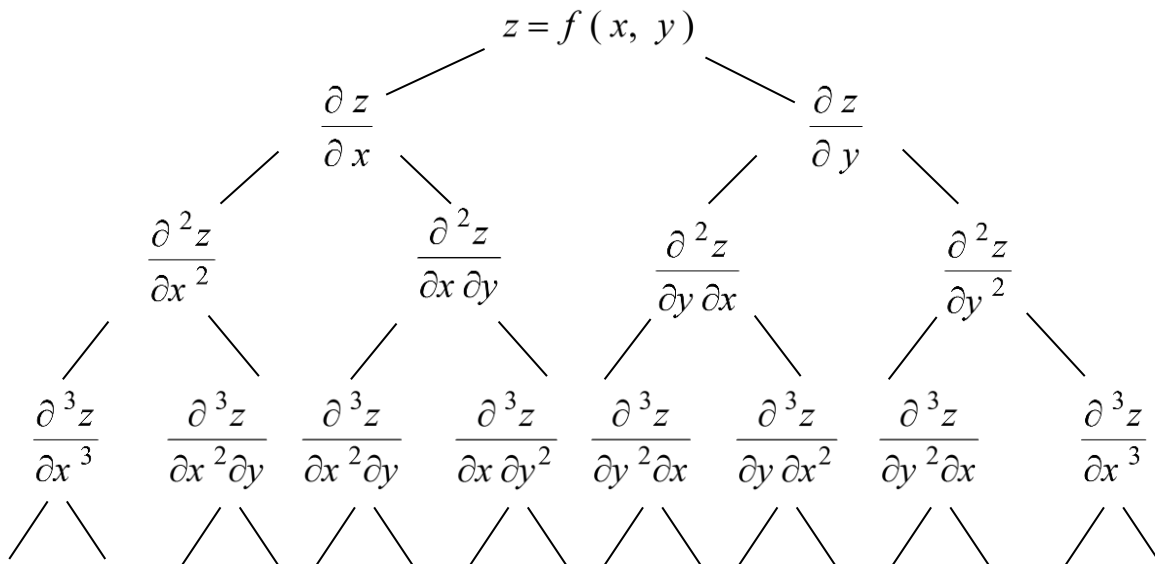 z = f ( x, y )
∂ z / ∂ x    ∂ z / ∂ y
∂ ²z / ∂x ²    ∂ ²z / ∂x ∂y    ∂ ²z / ∂y ∂x    ∂ ²z / ∂y ²
∂ ³z / ∂x ³    ∂ ³z / ∂x ²∂y    ∂ ³z / ∂x ²∂y    ∂ ³z / ∂x ∂y²    ∂ ³z / ∂y ²∂x    ∂ ³z / ∂y ∂x²    ∂ ³z / ∂y ²∂x    ∂ ³z / ∂x ³